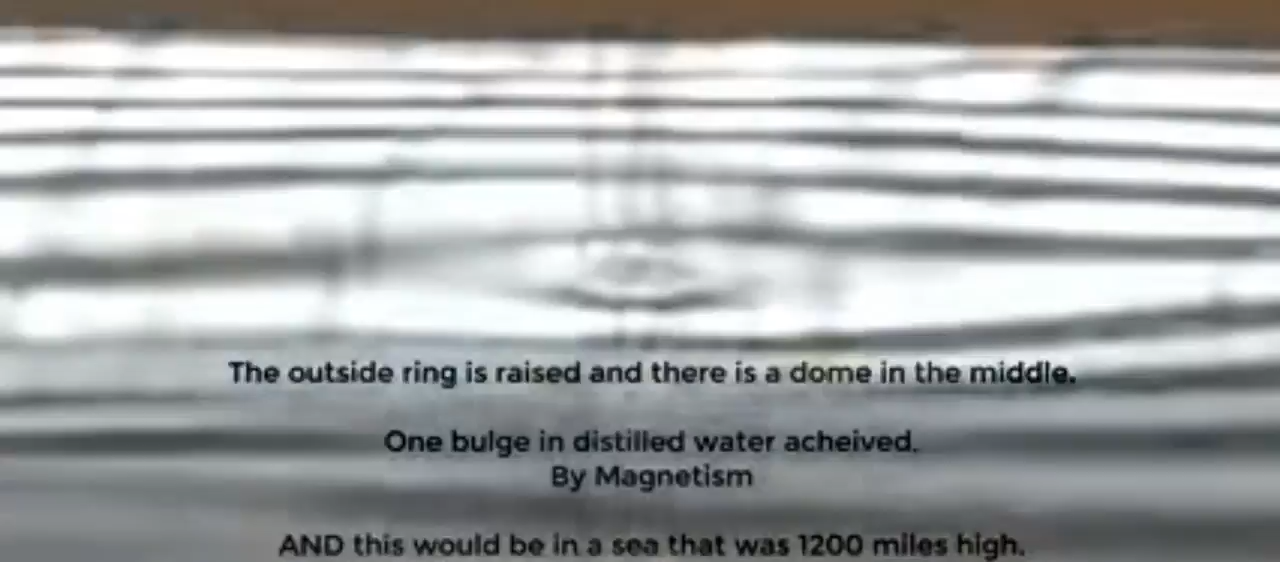 The outside ring is raised and there is a dome in the middle.
One bulge in distilled water acheived.
By Magnetism
AND this would be in a sea that was 1200 miles high.